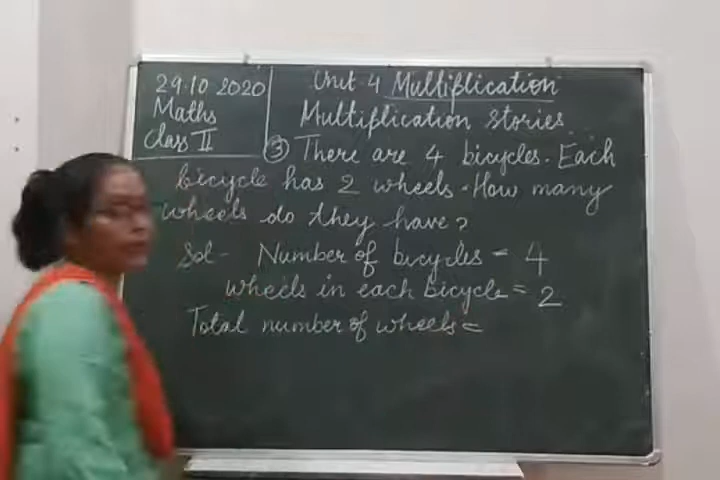 29.10 2020
Maths
Class II
Unit 4 Multiplication
Multiplication stories
③ There are 4 bicycles. Each
bicycle has 2 wheels. How many
wheels do they have?
Sol- Number of bicycles = 4
wheels in each bicycle = 2
Total number of wheels =